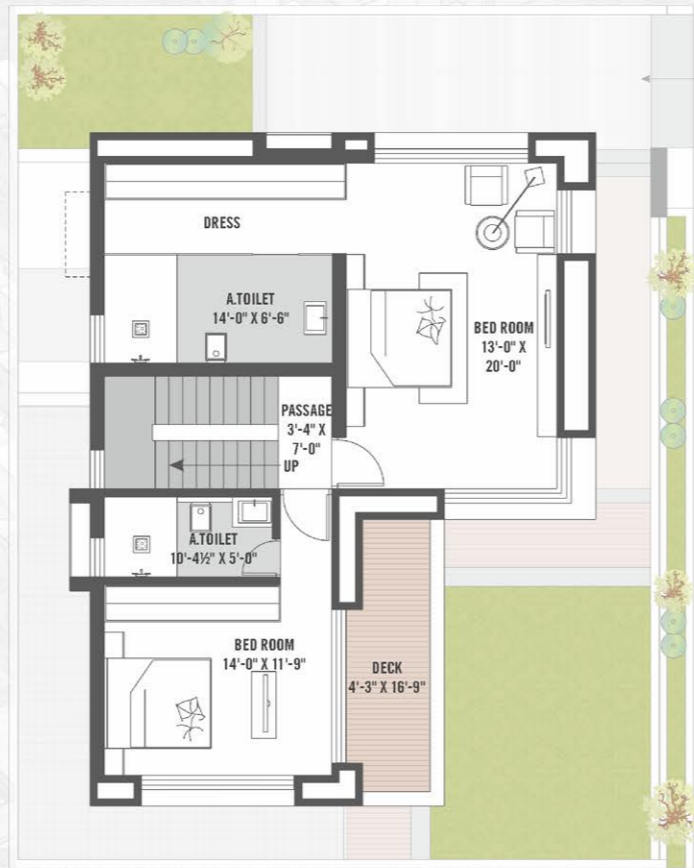 DRESS
A.TOILET
14'-0" X 6'-6"
BED ROOM
13'-0" X
20'-0"
PASSAGE
3'-4" X
7'-0"
UP
A.TOILET
10'-4½" X 5'-0"
BED ROOM
14'-0" X 11'-9"
DECK
4'-3" X 16'-9"